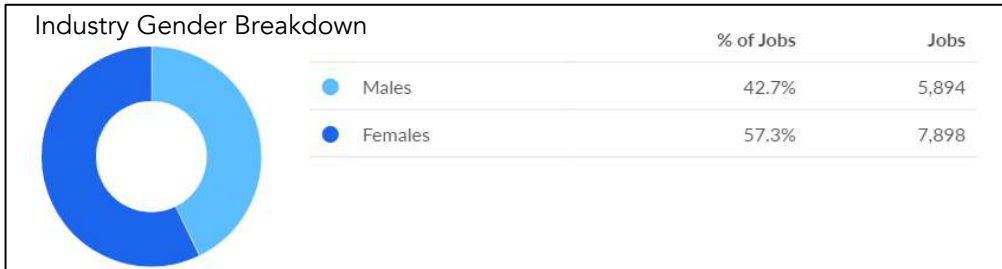 Industry Gender Breakdown
% of Jobs Jobs
Males 42.7% 5,894
Females 57.3% 7,898